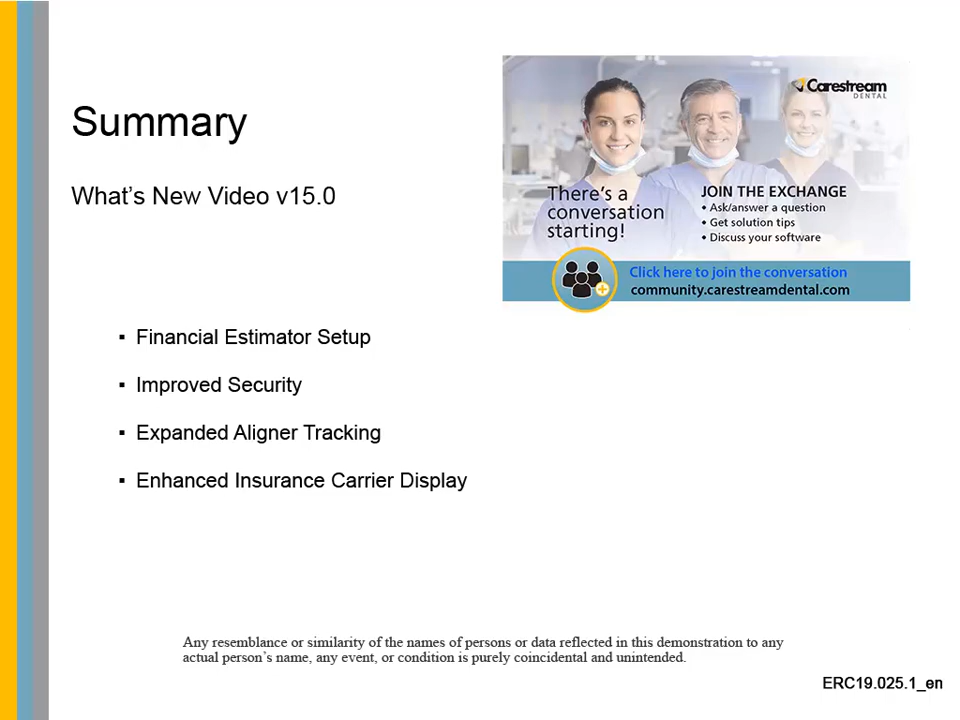 Summary
What's New Video v15.0
Carestream
DENTAL
There's a
conversation
starting!
JOIN THE EXCHANGE
• Ask/answer a question
• Get solution tips
• Discuss your software
Click here to join the conversation
community.carestreamdental.com
▪ Financial Estimator Setup
▪ Improved Security
▪ Expanded Aligner Tracking
▪ Enhanced Insurance Carrier Display
Any resemblance or similarity of the names of persons or data reflected in this demonstration to any
actual person's name, any event, or condition is purely coincidental and unintended.
ERC19.025.1_en